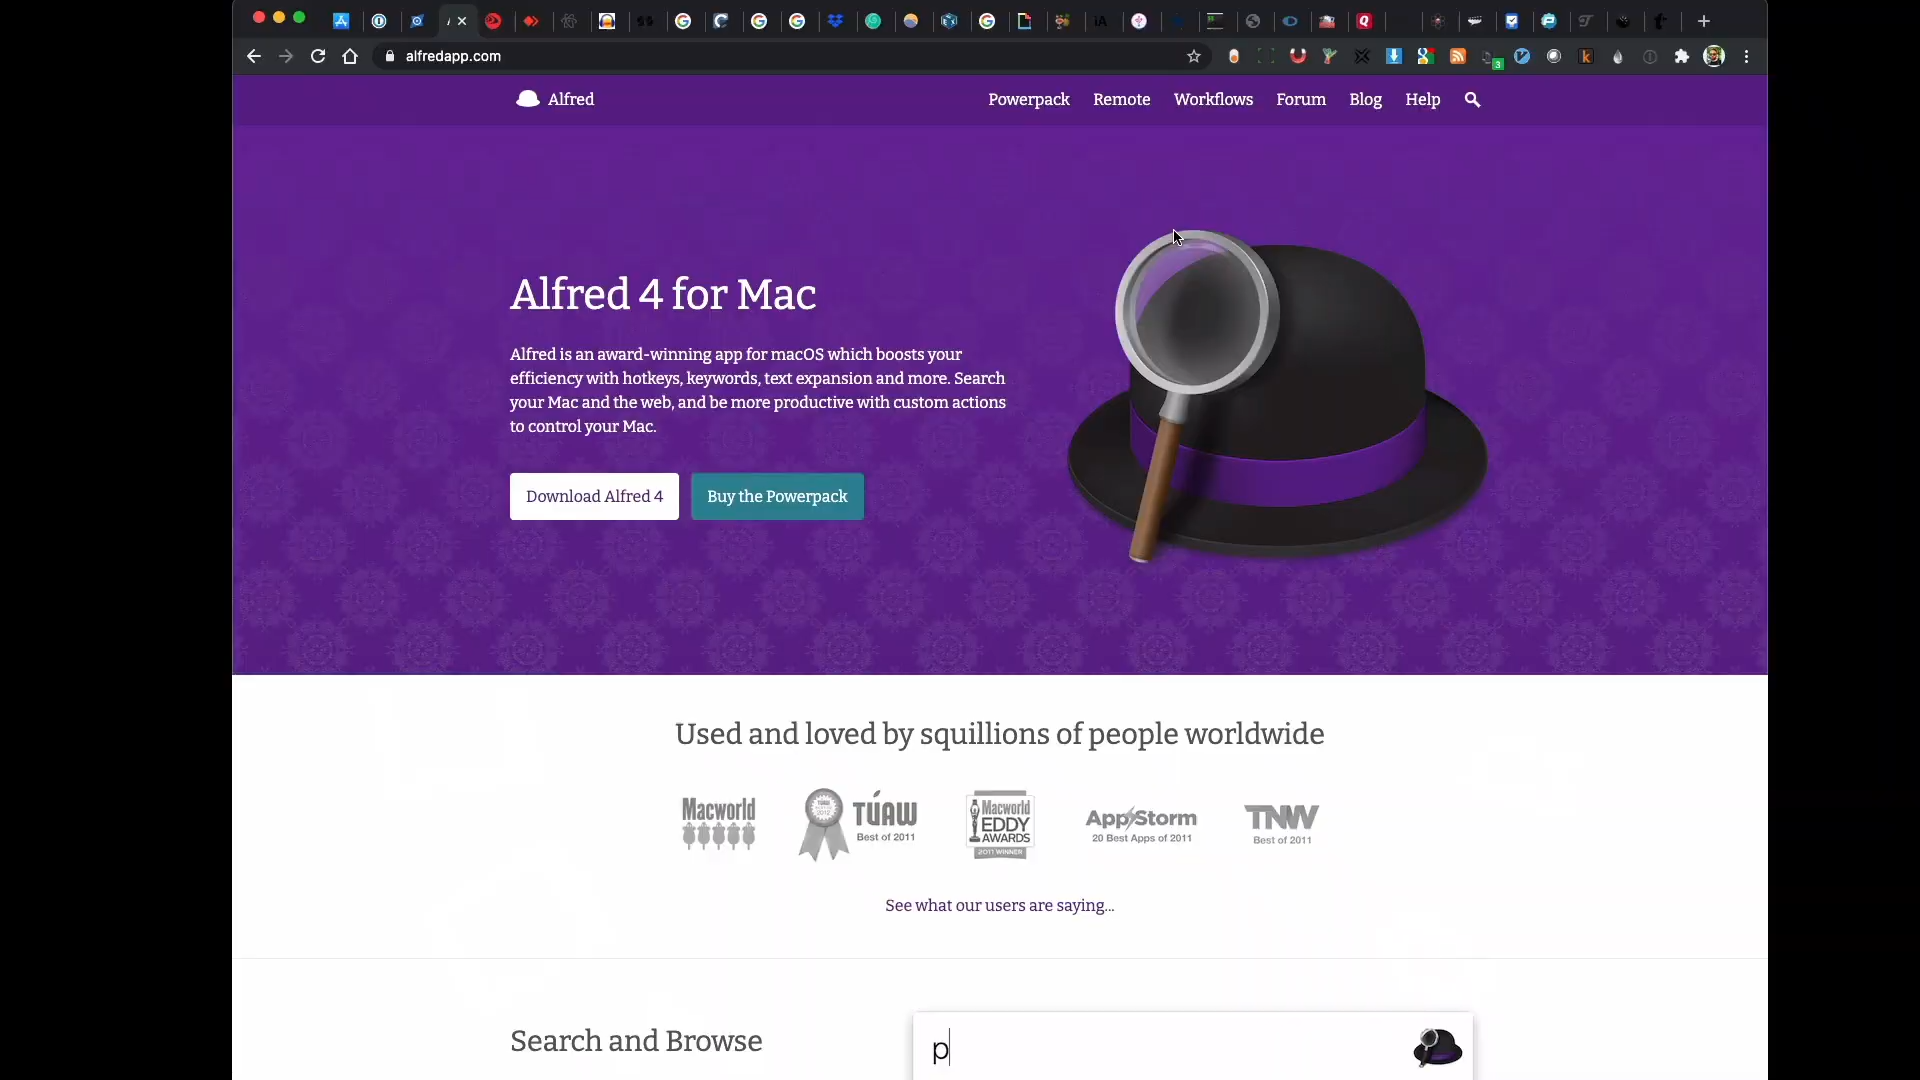 alfredapp.com
3
Alfred
Powerpack
Remote
Workflows
Forum
Blog
Help
Alfred 4 for Mac
Alfred is an award-winning app for macOS which boosts your
efficiency with hotkeys, keywords, text expansion and more. Search
your Mac and the web, and be more productive with custom actions
to control your Mac.
Download Alfred 4
Buy the Powerpack
Used and loved by squillions of people worldwide
Macworld
TUAW
Best of 2011
Macworld
EDDY
AWARDS
2011 WINNER
AppStorm
20 Best Apps of 2011
TNW
Best of 2011
See what our users are saying...
Search and Browse
p